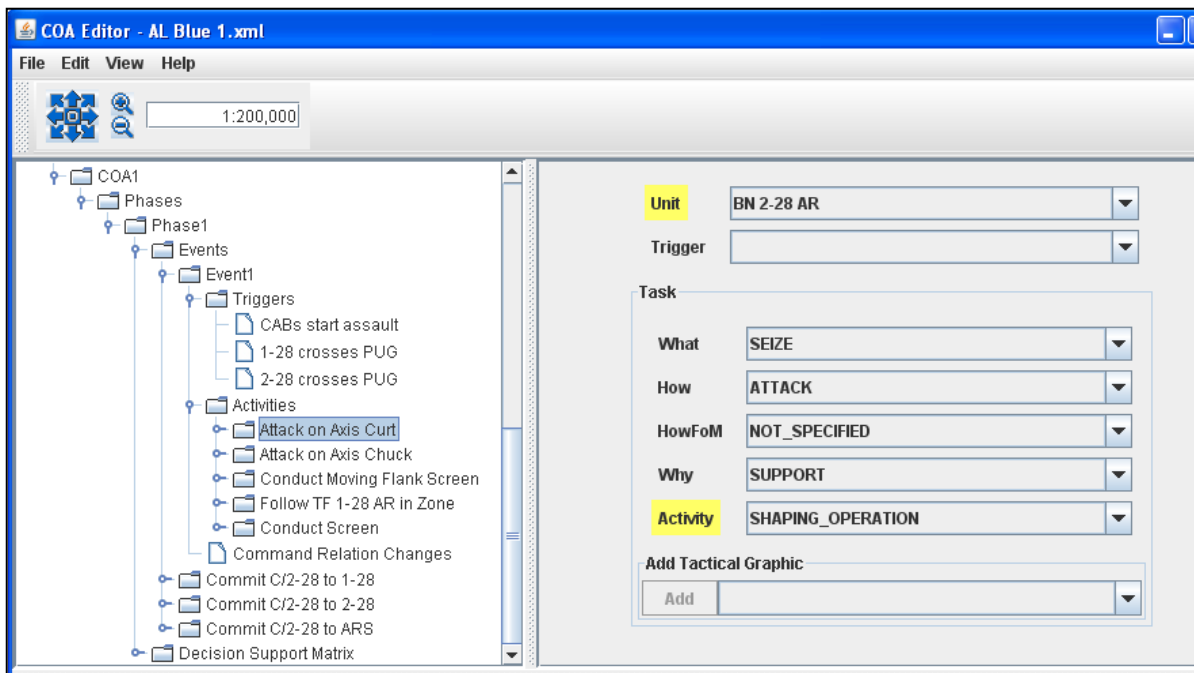 COA Editor - AL Blue 1.xml
File Edit View Help
1:200,000
COA1
Phases
Phase1
Events
Event1
Triggers
CABs start assault
1-28 crosses PUG
2-28 crosses PUG
Activities
Attack on Axis Curt
Attack on Axis Chuck
Conduct Moving Flank Screen
Follow TF 1-28 AR in Zone
Conduct Screen
Command Relation Changes
Commit C/2-28 to 1-28
Commit C/2-28 to 2-28
Commit C/2-28 to ARS
Decision Support Matrix
Unit BN 2-28 AR
Trigger
Task
What SEIZE
How ATTACK
HowFoM NOT_SPECIFIED
Why SUPPORT
Activity SHAPING_OPERATION
Add Tactical Graphic
Add